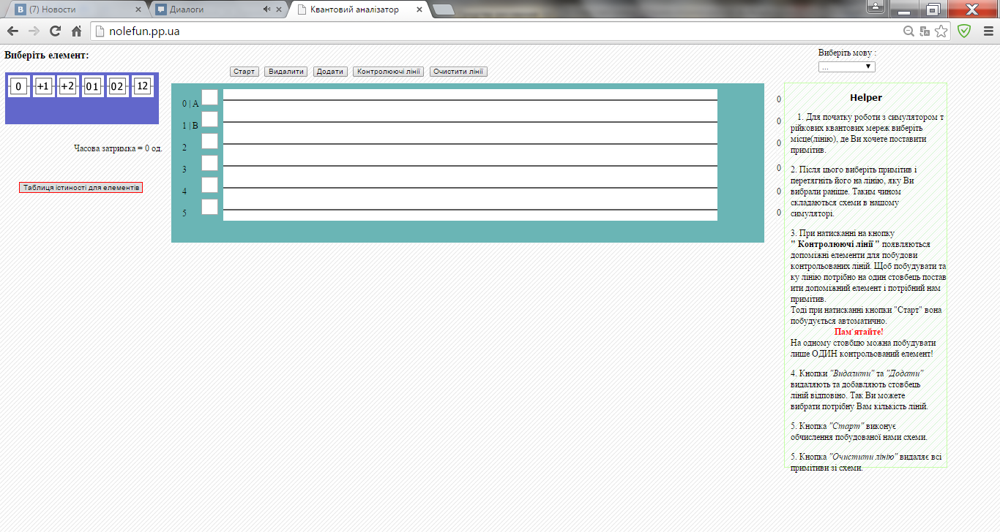 (7) Новости
Диалоги
Квантовий аналізатор
nolefun.pp.ua
Виберіть елемент:
Виберіть мову :
...
Старт Видалити Додати Контролюючі лінії Очистити лінії
0 +1 +2 01 02 12
0 | A 0
1 | B 0
2 0
3 0
4 0
5 0
Часова затримка = 0 од.
Таблиця істиності для елементів
Helper
1. Для початку роботи з симулятором т
рійкових квантових мереж виберіть
місце(лінію), де Ви хочете поставити
примітив.
2. Після цього виберіть примітив і
перетягніть його на лінію, яку Ви
вибрали раніше. Таким чином
складаються схеми в нашому
симуляторі.
3. При натисканні на кнопку
" Контролюючі лінії " появляються
допоміжні елементи для побудови
контрольованих ліній. Щоб побудувати та
ку лінію потрібно на один стовбець постав
ити допоміжний елемент і потрібний нам
примітив.
Тоді при натисканні кнопки "Старт" вона
побудується автоматично.
Пам`ятайте!
На одному стовбцю можна побудувати
лише ОДИН контрольований елемент!
4. Кнопки "Видалити" та "Додати"
видаляють та добавляють стовбець
ліній відповіно. Так Ви можете
вибрати потрібну Вам кількість ліній.
5. Кнопка "Старт" виконує
обчислення побудованої нами схеми.
5. Кнопка "Очистити лінію" видаляє всі
примітиви зі схеми.